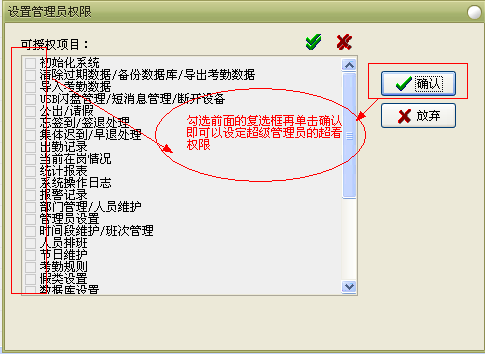 设置管理员权限
可授权项目：
初始化系统
清除过期数据/备份数据库/导出考勤数据
导入考勤数据
USB闪盘管理/短消息管理/断开设备
公出/请假
忘签到/签退处理
集体迟到/早退处理
出勤记录
当前在岗情况
统计报表
系统操作日志
报警记录
部门管理/人员维护
管理员设置
时间段维护/班次管理
人员排班
节日维护
考勤规则
假类设置
数据库设置
勾选前面的复选框再单击确认
即可以设定超级管理员的超看
权限
确认
放弃